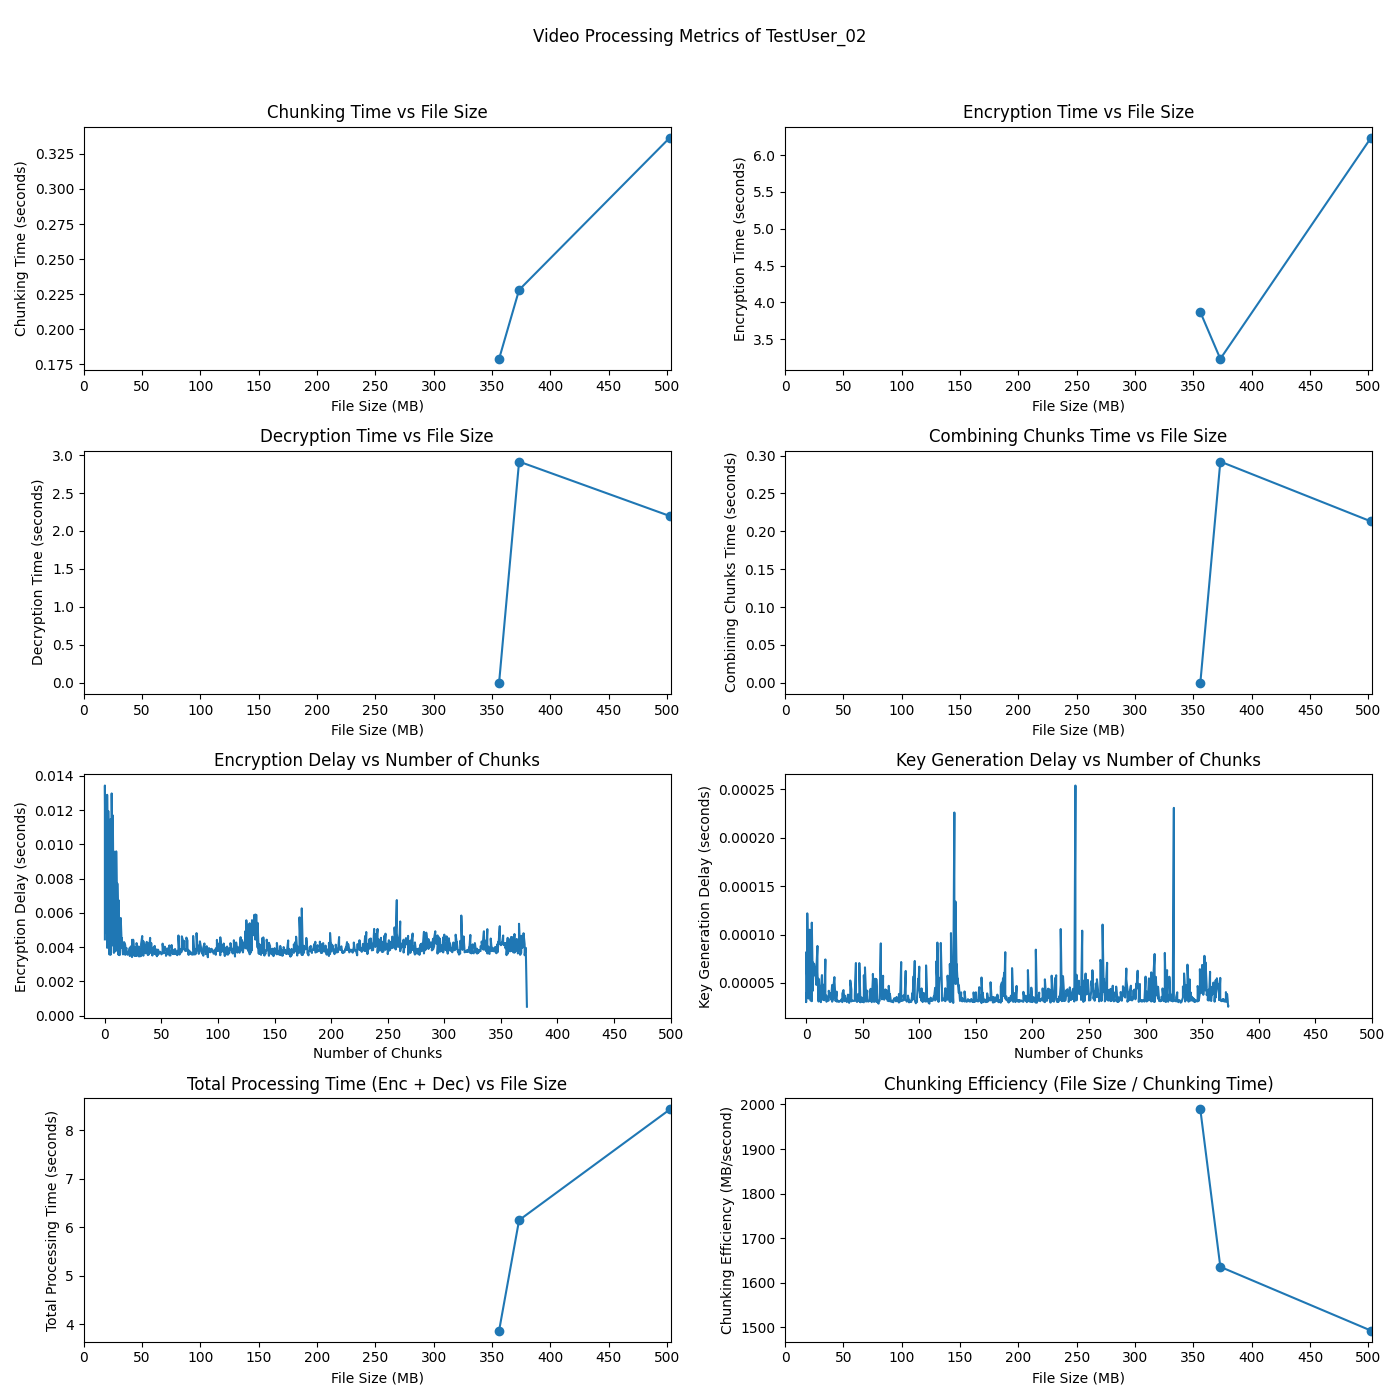 Video Processing Metrics of TestUser_02
Chunking Time vs File Size
Chunking Time (seconds)
0.325
0.300
0.275
0.250
0.225
0.200
0.175
0 50 100 150 200 250 300 350 400 450 500
File Size (MB)
Encryption Time vs File Size
Encryption Time (seconds)
6.0
5.5
5.0
4.5
4.0
3.5
0 50 100 150 200 250 300 350 400 450 500
File Size (MB)
Decryption Time vs File Size
Decryption Time (seconds)
3.0
2.5
2.0
1.5
1.0
0.5
0.0
0 50 100 150 200 250 300 350 400 450 500
File Size (MB)
Combining Chunks Time vs File Size
Combining Chunks Time (seconds)
0.30
0.25
0.20
0.15
0.10
0.05
0.00
0 50 100 150 200 250 300 350 400 450 500
File Size (MB)
Encryption Delay vs Number of Chunks
Encryption Delay (seconds)
0.014
0.012
0.010
0.008
0.006
0.004
0.002
0.000
0 50 100 150 200 250 300 350 400 450 500
Number of Chunks
Key Generation Delay vs Number of Chunks
Key Generation Delay (seconds)
0.00025
0.00020
0.00015
0.00010
0.00005
0 50 100 150 200 250 300 350 400 450 500
Number of Chunks
Total Processing Time (Enc + Dec) vs File Size
Total Processing Time (seconds)
8
7
6
5
4
0 50 100 150 200 250 300 350 400 450 500
File Size (MB)
Chunking Efficiency (File Size / Chunking Time)
Chunking Efficiency (MB/second)
2000
1900
1800
1700
1600
1500
0 50 100 150 200 250 300 350 400 450 500
File Size (MB)